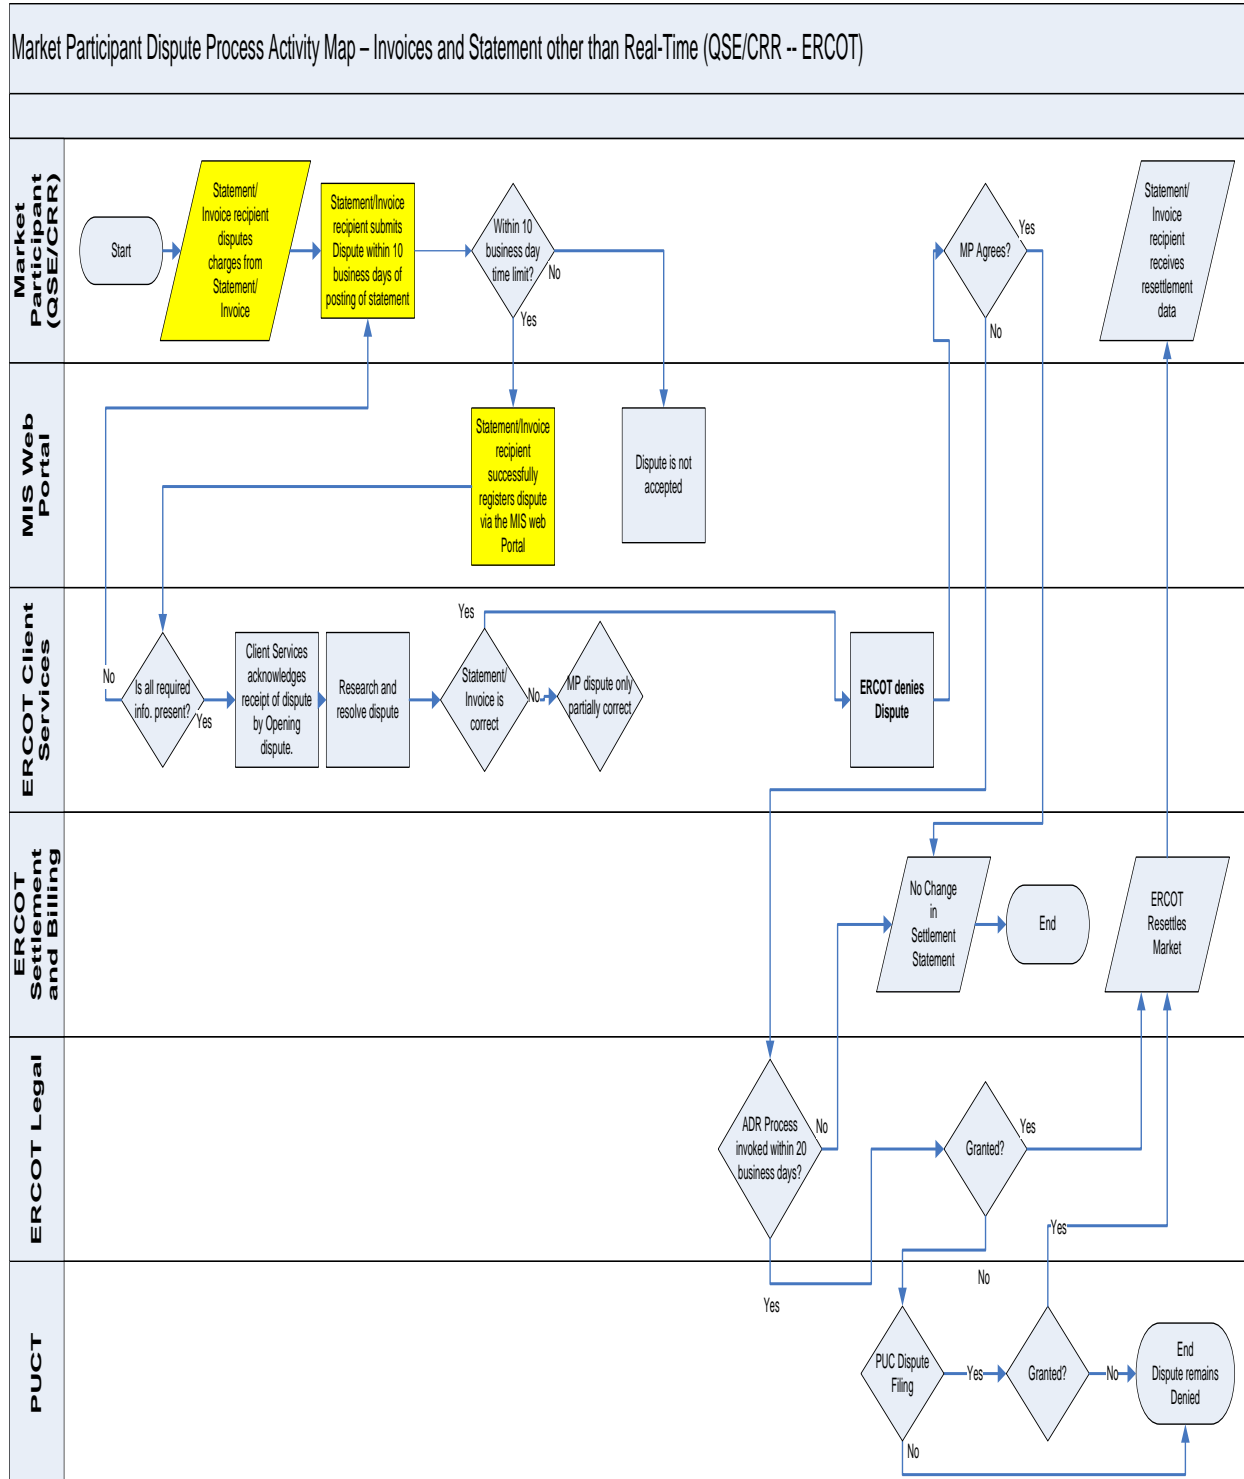 Market Participant Dispute Process Activity Map – Invoices and Statement other than Real-Time (QSE/CRR -- ERCOT)
Market
Participant
(QSE/CRR)
Start
Statement/
Invoice recipient
disputes
charges from
Statement/
Invoice
Statement/Invoice
recipient submits
Dispute within 10
business days of
posting of statement
Within 10
business day
time limit?
No
Yes
MP Agrees?
Yes
No
Statement/
Invoice
recipient
receives
resettlement
data
MIS Web
Portal
Statement/Invoice
recipient
successfully
registers dispute
via the MIS web
Portal
Dispute is not
accepted
ERCOT Client
Services
No
Is all required
info. present?
Yes
Client Services
acknowledges
receipt of dispute
by Opening
dispute.
Research and
resolve dispute
Yes
Statement/
Invoice is
correct
No
MP dispute only
partially correct
ERCOT denies
Dispute
ERCOT
Settlement
and Billing
No Change
in
Settlement
Statement
End
ERCOT
Resettles
Market
ERCOT Legal
ADR Process
invoked within 20
business days?
No
Yes
Granted?
Yes
No
PUCT
PUC Dispute
Filing
Yes
No
Granted?
Yes
No
End
Dispute remains
Denied